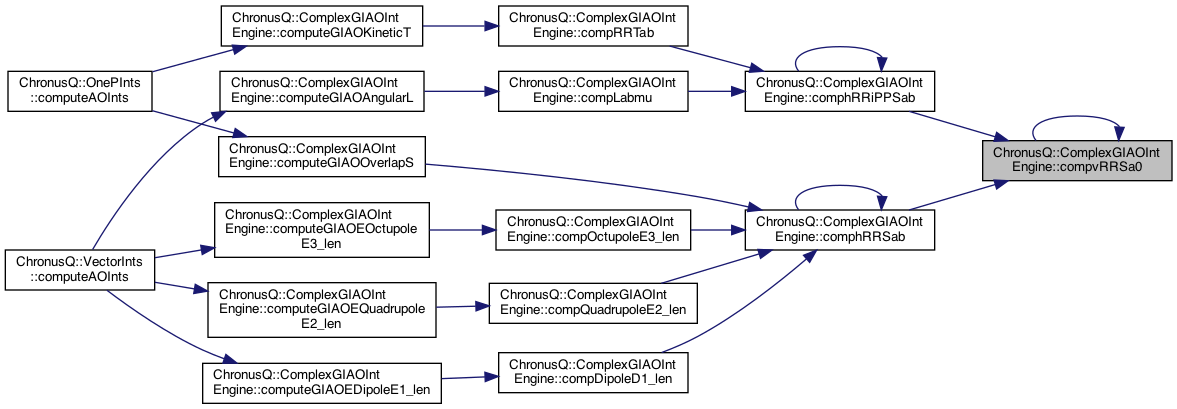 ChronusQ::ComplexGIAOInt
Engine::computeGIAOKineticT
ChronusQ::ComplexGIAOInt
Engine::compRRTab
ChronusQ::OnePInts
::computeAOInts
ChronusQ::ComplexGIAOInt
Engine::computeGIAOAngularL
ChronusQ::ComplexGIAOInt
Engine::compLabmu
ChronusQ::ComplexGIAOInt
Engine::comphRRiPPSab
ChronusQ::ComplexGIAOInt
Engine::computeGIAOOverlapS
ChronusQ::ComplexGIAOInt
Engine::compvRRSa0
ChronusQ::ComplexGIAOInt
Engine::computeGIAOEOctupole
E3_len
ChronusQ::ComplexGIAOInt
Engine::compOctupoleE3_len
ChronusQ::ComplexGIAOInt
Engine::comphRRSab
ChronusQ::VectorInts
::computeAOInts
ChronusQ::ComplexGIAOInt
Engine::computeGIAOEQuadrupole
E2_len
ChronusQ::ComplexGIAOInt
Engine::compQuadrupoleE2_len
ChronusQ::ComplexGIAOInt
Engine::computeGIAOEDipoleE1_len
ChronusQ::ComplexGIAOInt
Engine::compDipoleD1_len